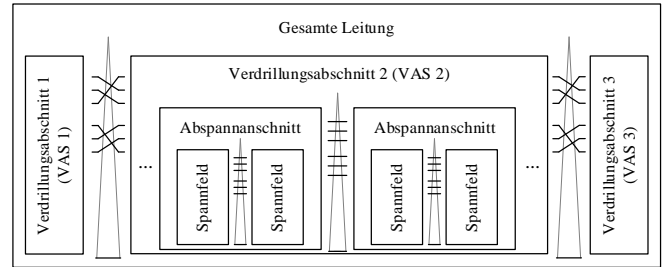 Gesamte Leitung
Verdrillungsabschnitt 1
(VAS 1)
Verdrillungsabschnitt 2 (VAS 2)
Abspannanschnitt
Spannfeld
Spannfeld
Abspannanschnitt
Spannfeld
Spannfeld
...
...
Verdrillungsabschnitt 3
(VAS 3)